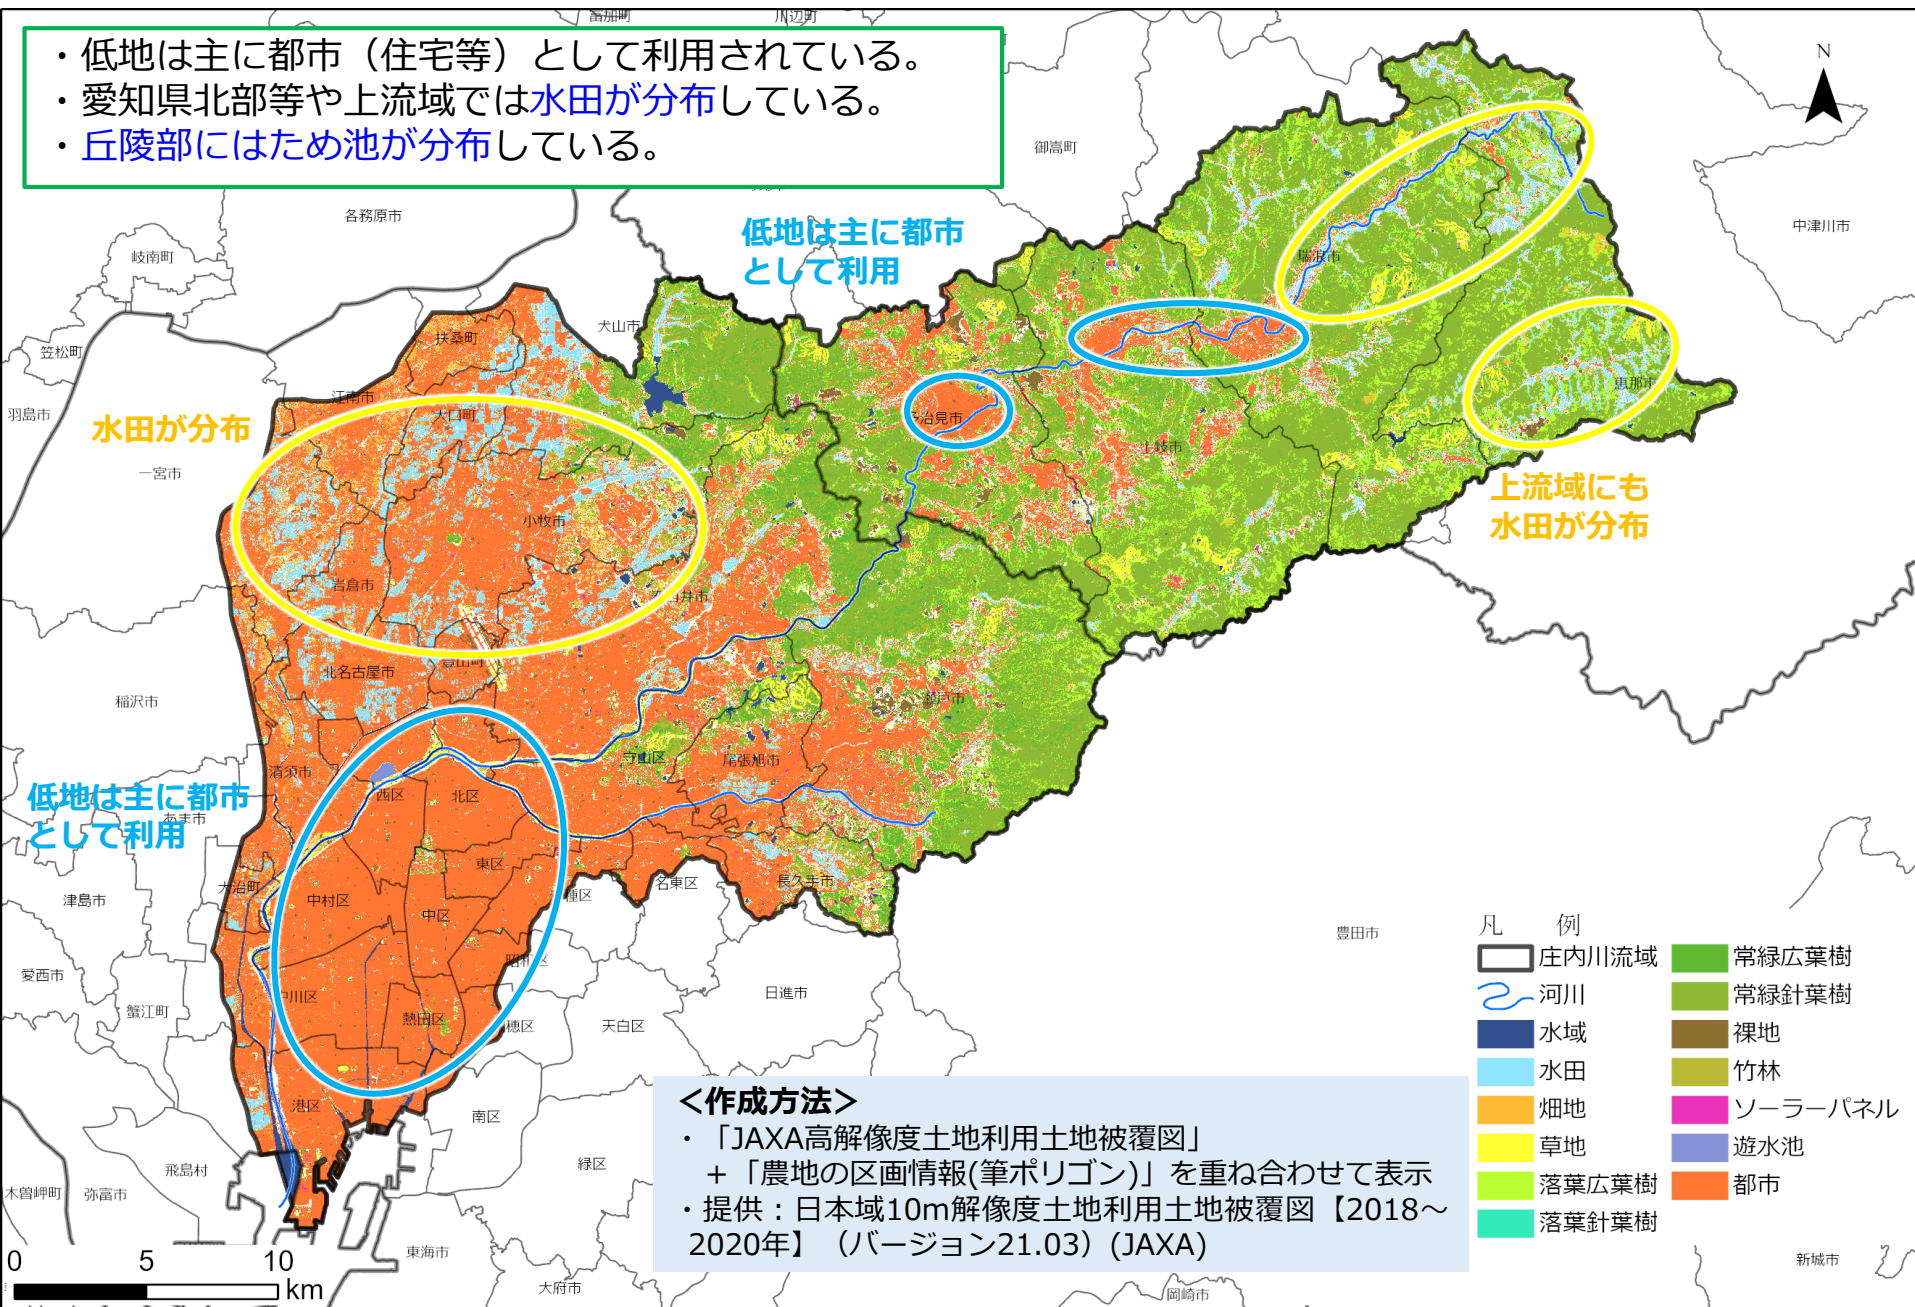 ・低地は主に都市（住宅等）として利用されている。
・愛知県北部等や上流域では水田が分布している。
・丘陵部にはため池が分布している。
富加町
川辺町
N
御嵩町
各務原市
岐南町
中津川市
低地は主に都市
として利用
瑞浪市
犬山市
扶桑町
笠松町
江南市
大口町
羽島市
恵那市
多治見市
土岐市
水田が分布
一宮市
上流域にも
水田が分布
小牧市
岩倉市
北名古屋市
豊山町
稲沢市
瀬戸市
守山区
尾張旭市
清須市
低地は主に都市
として利用
あま市
西区
北区
東区
大治町
中村区
中区
名東区
長久手市
津島市
豊田市
昭和区
愛西市
蟹江町
中川区
熱田区
日進市
天白区
港区
南区
緑区
飛島村
木曽岬町
弥富市
東海市
大府市
岡崎市
新城市
凡　例
庄内川流域
河川
水域
水田
畑地
草地
落葉広葉樹
落葉針葉樹
常緑広葉樹
常緑針葉樹
裸地
竹林
ソーラーパネル
遊水池
都市
＜作成方法＞
・「JAXA高解像度土地利用土地被覆図」
＋「農地の区画情報(筆ポリゴン)」を重ね合わせて表示
・提供：日本域10m解像度土地利用土地被覆図【2018～
2020年】（バージョン21.03）(JAXA)
0 5 10
km